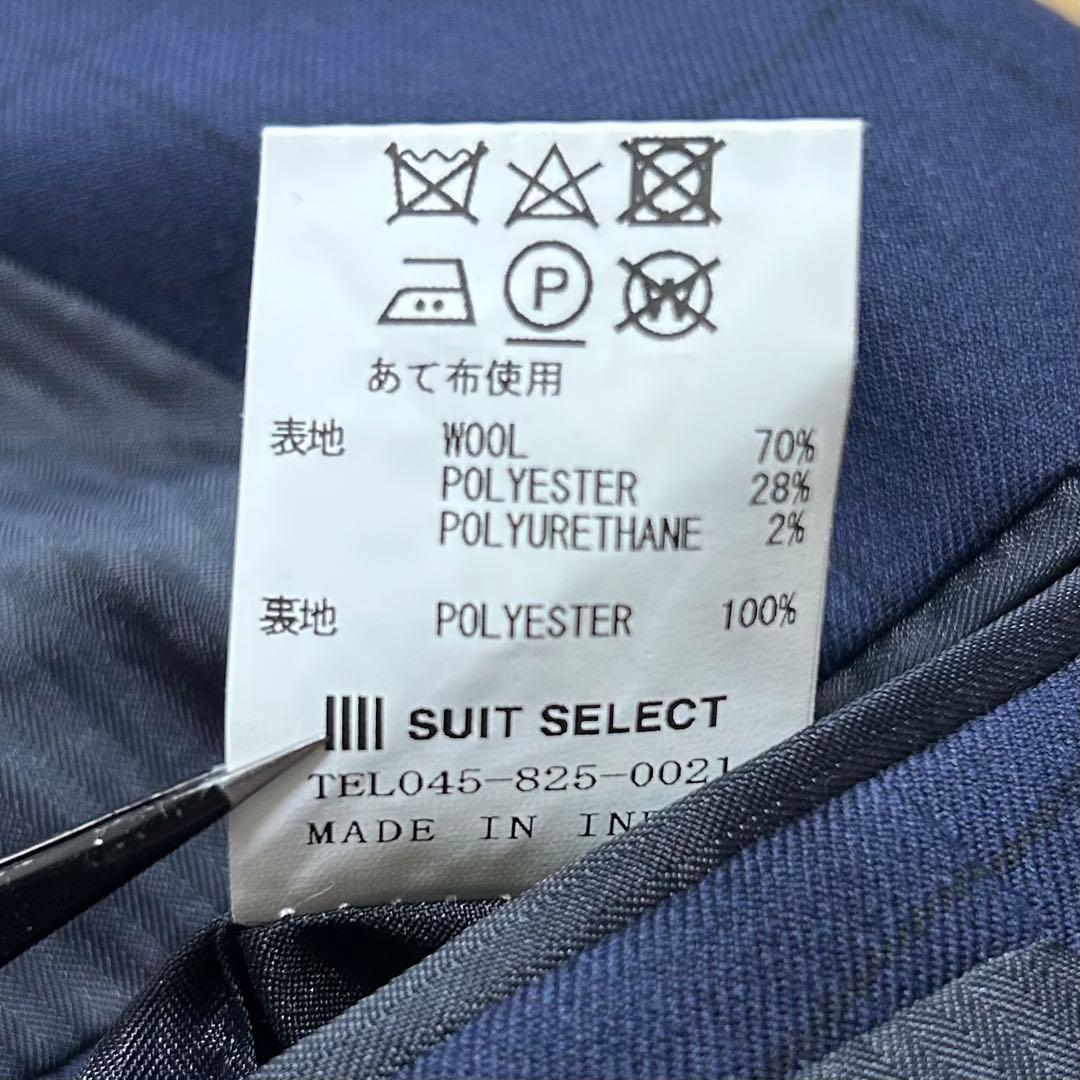 P
W
あて布使用
表地 WOOL 70%
POLYESTER 28%
POLYURETHANE 2%
裏地 POLYESTER 100%
SUIT SELECT
TEL045-825-0021
MADE IN